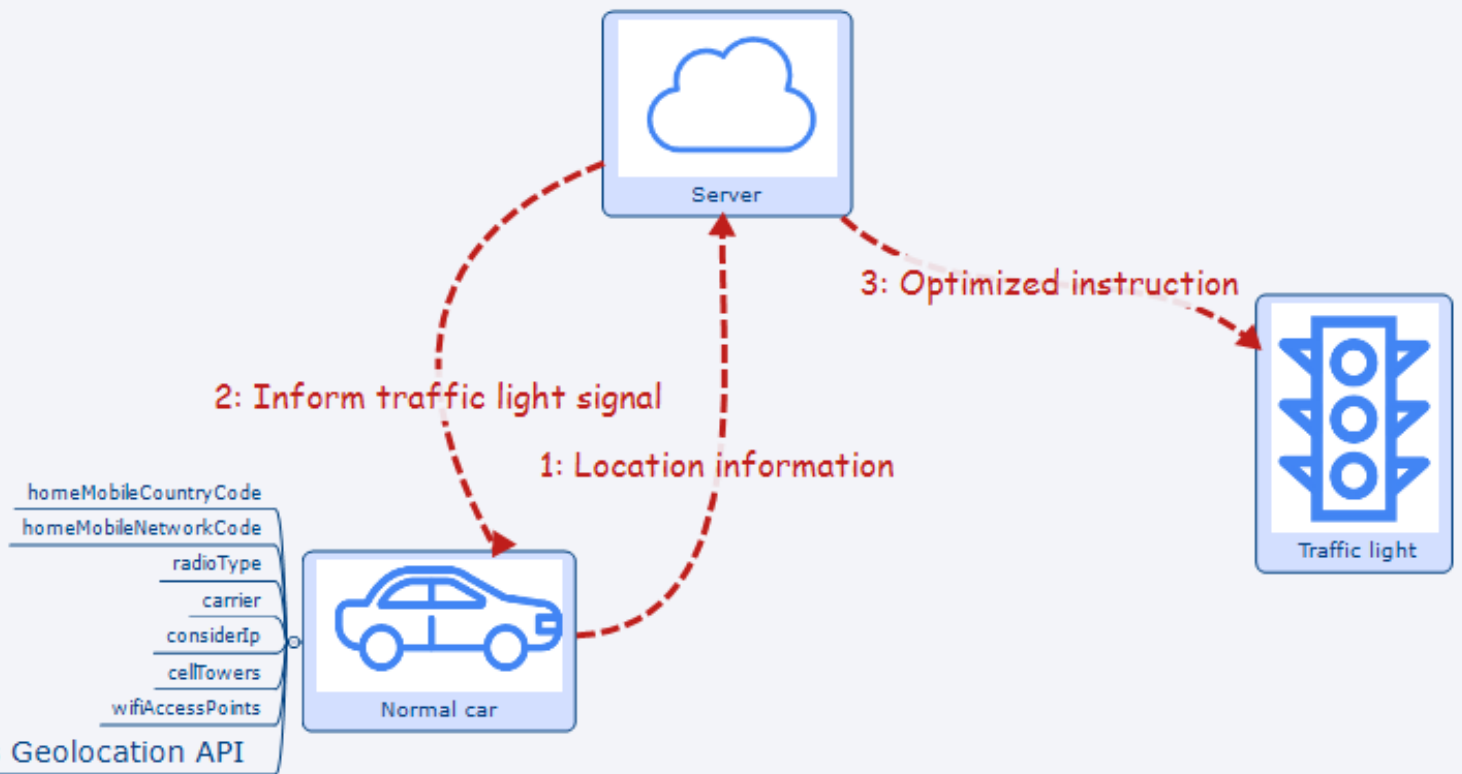 Server
3: Optimized instruction
2: Inform traffic light signal
1: Location information
homeMobileCountryCode
homeMobileNetworkCode
radioType
carrier
considerIp
cellTowers
wifiAccessPoints
Geolocation API
Normal car
Traffic light